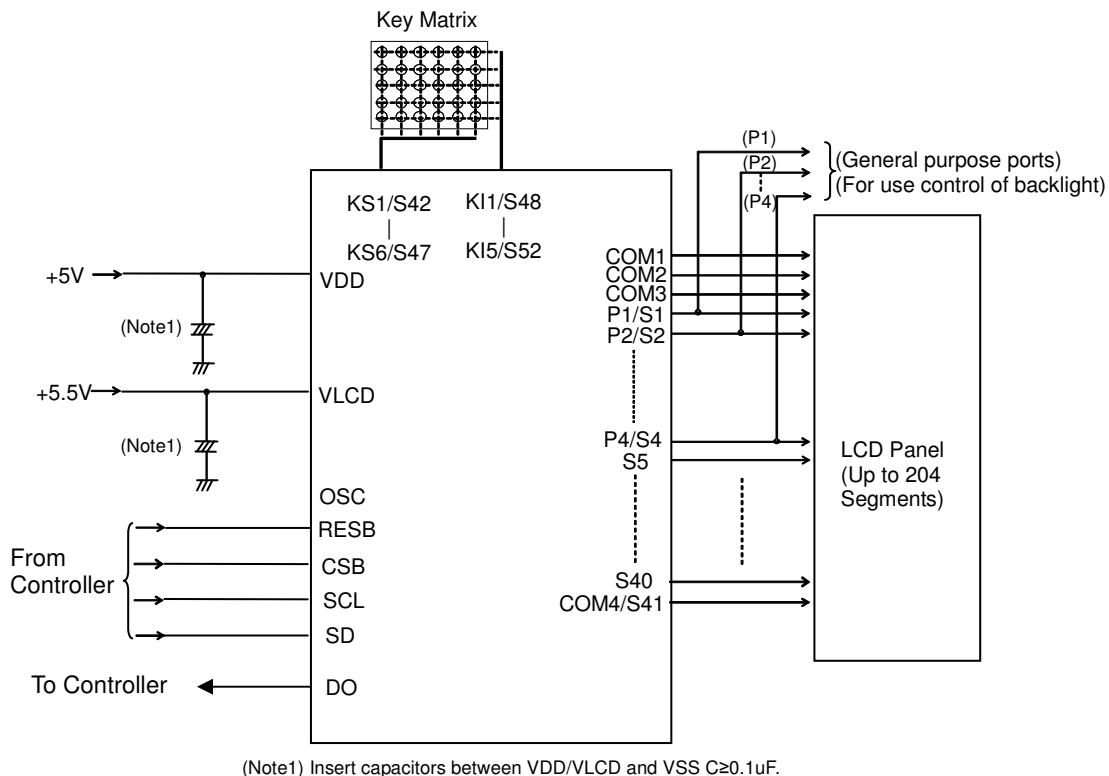 Key Matrix
KS1/S42
KI1/S48
KS6/S47
KI5/S52
(P1)
(P2)
(P4)
(General purpose ports)
(For use control of backlight)
+5V
VDD
(Note1)
+5.5V
VLCD
(Note1)
OSC
RESB
CSB
SCL
SD
DO
From
Controller
To Controller
COM1
COM2
COM3
P1/S1
P2/S2
P4/S4
S5
S40
COM4/S41
LCD Panel
(Up to 204
Segments)
(Note1) Insert capacitors between VDD/VLCD and VSS C≥0.1uF.